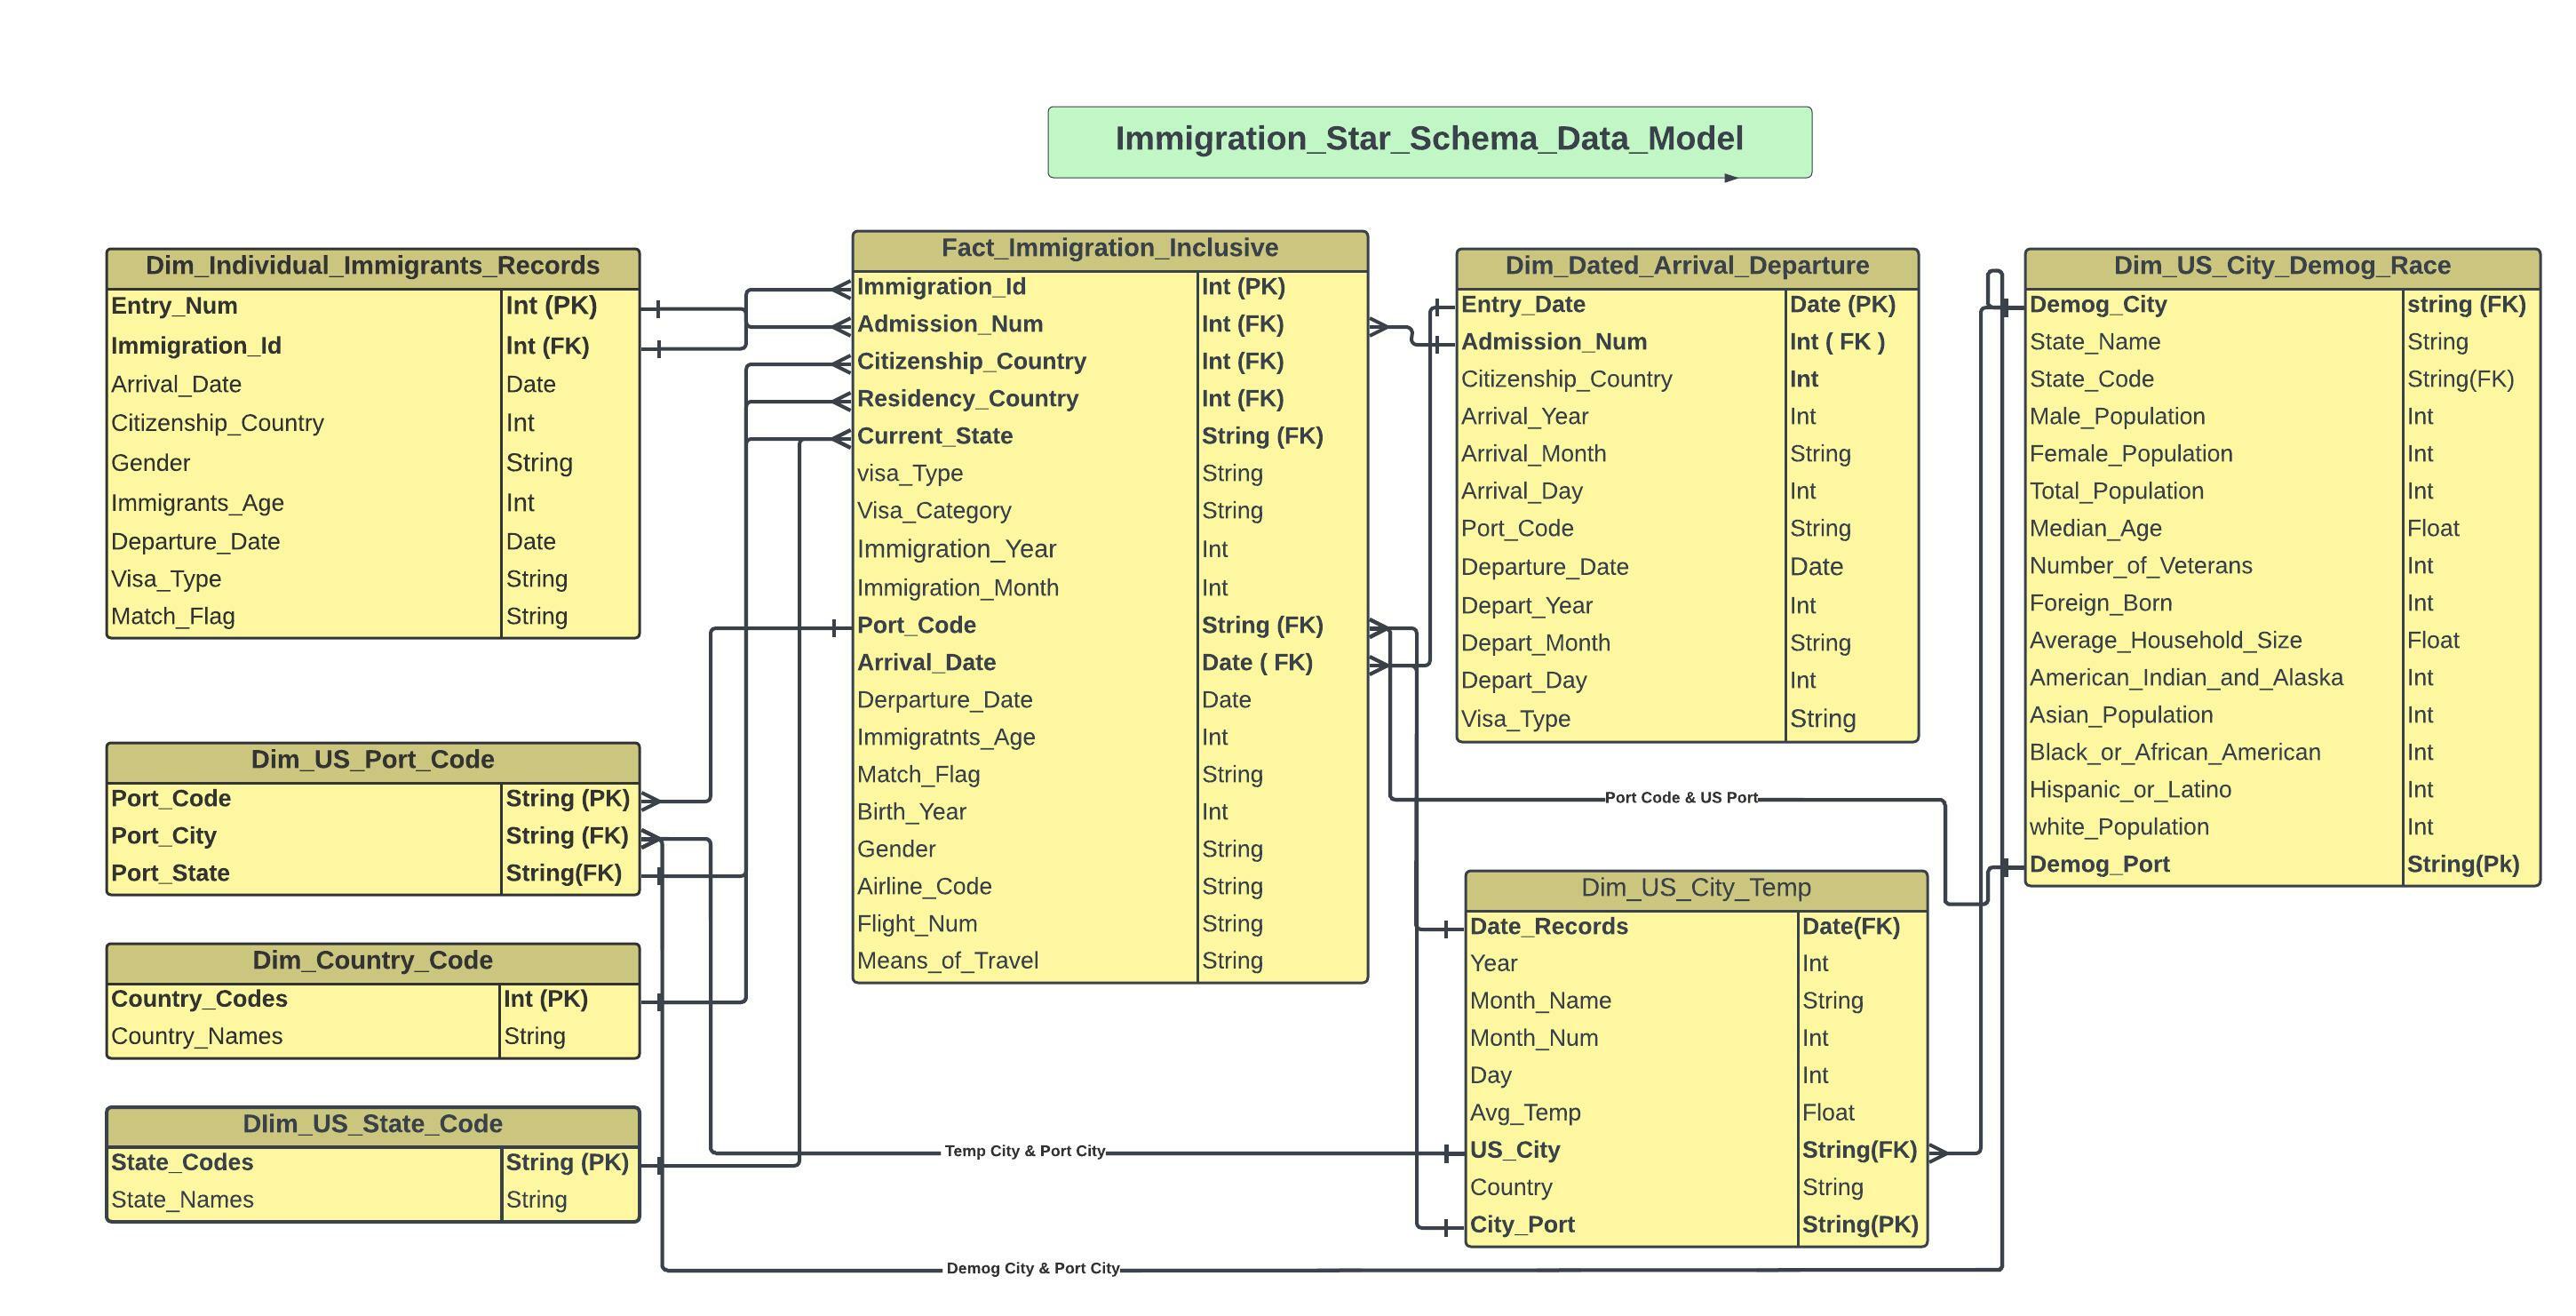 Immigration_Star_Schema_Data_Model
Dim_Individual_Immigrants_Records
Entry_Num Int (PK)
Immigration_Id Int (FK)
Arrival_Date Date
Citizenship_Country Int
Gender String
Immigrants_Age Int
Departure_Date Date
Visa_Type String
Match_Flag String
Dim_US_Port_Code
Port_Code String (PK)
Port_City String (FK)
Port_State String(FK)
Dim_Country_Code
Country_Codes Int (PK)
Country_Names String
DIim_US_State_Code
State_Codes String (PK)
State_Names String
Fact_Immigration_Inclusive
Immigration_Id Int (PK)
Admission_Num Int (FK)
Citizenship_Country Int (FK)
Residency_Country Int (FK)
Current_State String (FK)
visa_Type String
Visa_Category String
Immigration_Year Int
Immigration_Month Int
Port_Code String (FK)
Arrival_Date Date ( FK)
Derparture_Date Date
Immigratnts_Age Int
Match_Flag String
Birth_Year Int
Gender String
Airline_Code String
Flight_Num String
Means_of_Travel String
Temp City & Port City
Demog City & Port City
Dim_Dated_Arrival_Departure
Entry_Date Date (PK)
Admission_Num Int ( FK )
Citizenship_Country Int
Arrival_Year Int
Arrival_Month String
Arrival_Day Int
Port_Code String
Departure_Date Date
Depart_Year Int
Depart_Month String
Depart_Day Int
Visa_Type String
Port Code & US Port
Dim_US_City_Temp
Date_Records Date(FK)
Year Int
Month_Name String
Month_Num Int
Day Int
Avg_Temp Float
US_City String(FK)
Country String
City_Port String(PK)
Dim_US_City_Demog_Race
Demog_City string (FK)
State_Name String
State_Code String(FK)
Male_Population Int
Female_Population Int
Total_Population Int
Median_Age Float
Number_of_Veterans Int
Foreign_Born Int
Average_Household_Size Float
American_Indian_and_Alaska Int
Asian_Population Int
Black_or_African_American Int
Hispanic_or_Latino Int
white_Population Int
Demog_Port String(Pk)